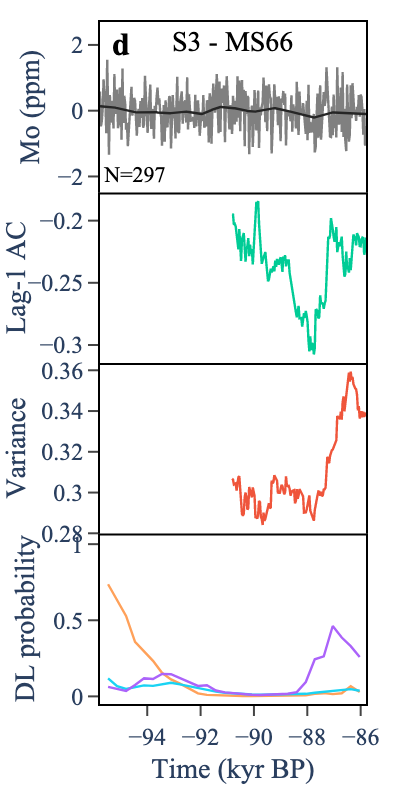 d S3 - MS66
Mo (ppm)
2
0
−2
N=297
Lag-1 AC
−0.2
−0.25
−0.3
Variance
0.36
0.34
0.32
0.3
0.28
DL probability
1
0.5
0
−94 −92 −90 −88 −86
Time (kyr BP)